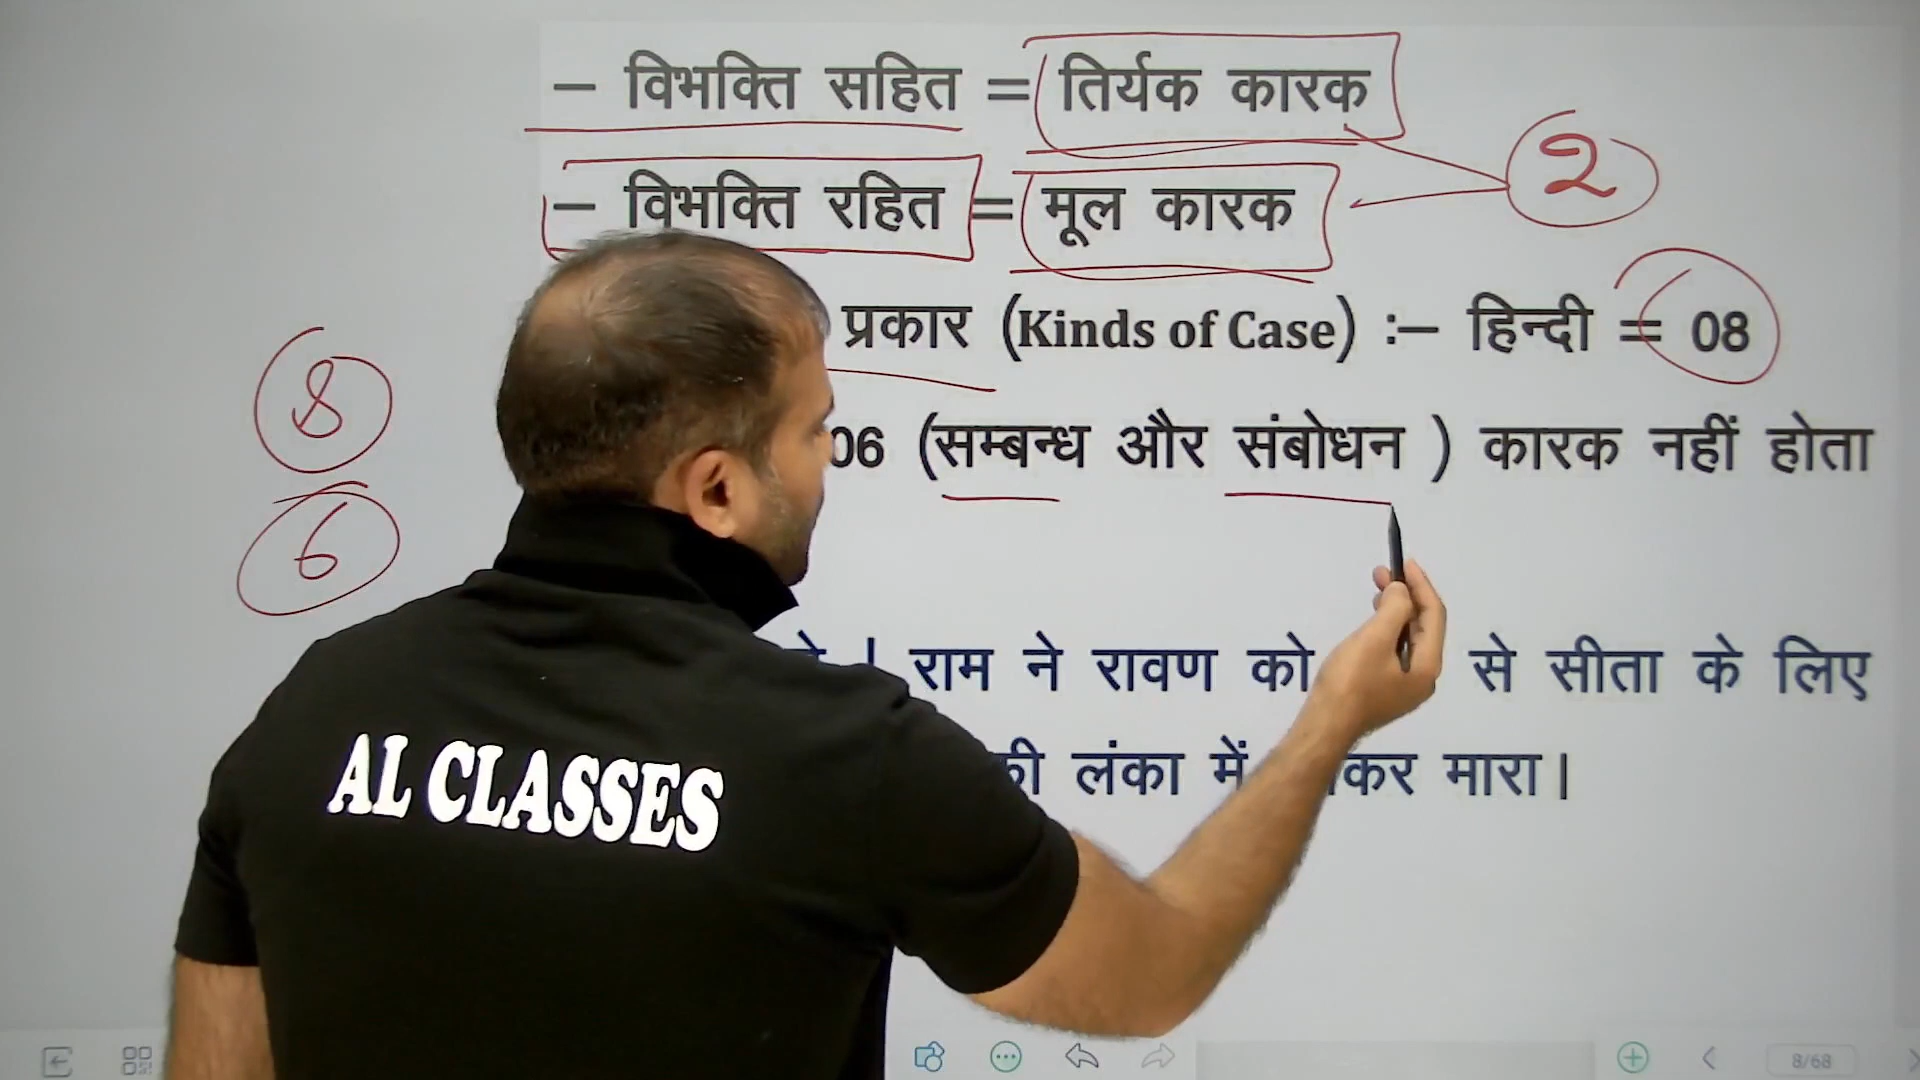 – विभक्ति सहित = तिर्यक कारक
– विभक्ति रहित = मूल कारक
2
प्रकार (Kinds of Case) :– हिन्दी = 08
8
06 (सम्बन्ध और संबोधन ) कारक नहीं होता
6
राम ने रावण को से सीता के लिए
की लंका में मारा।
AL CLASSES
8/68